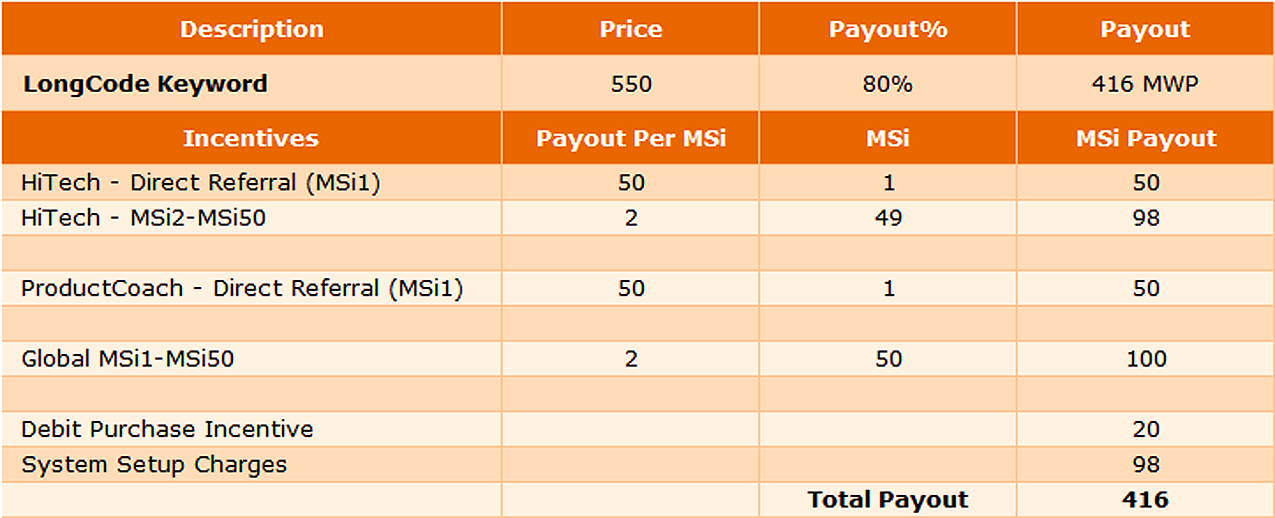 Description Price Payout% Payout
LongCode Keyword 550 80% 416 MWP
Incentives Payout Per MSi MSi MSi Payout
HiTech - Direct Referral (MSi1) 50 1 50
HiTech - MSi2-MSi50 2 49 98
ProductCoach - Direct Referral (MSi1) 50 1 50
Global MSi1-MSi50 2 50 100
Debit Purchase Incentive 20
System Setup Charges 98
Total Payout 416